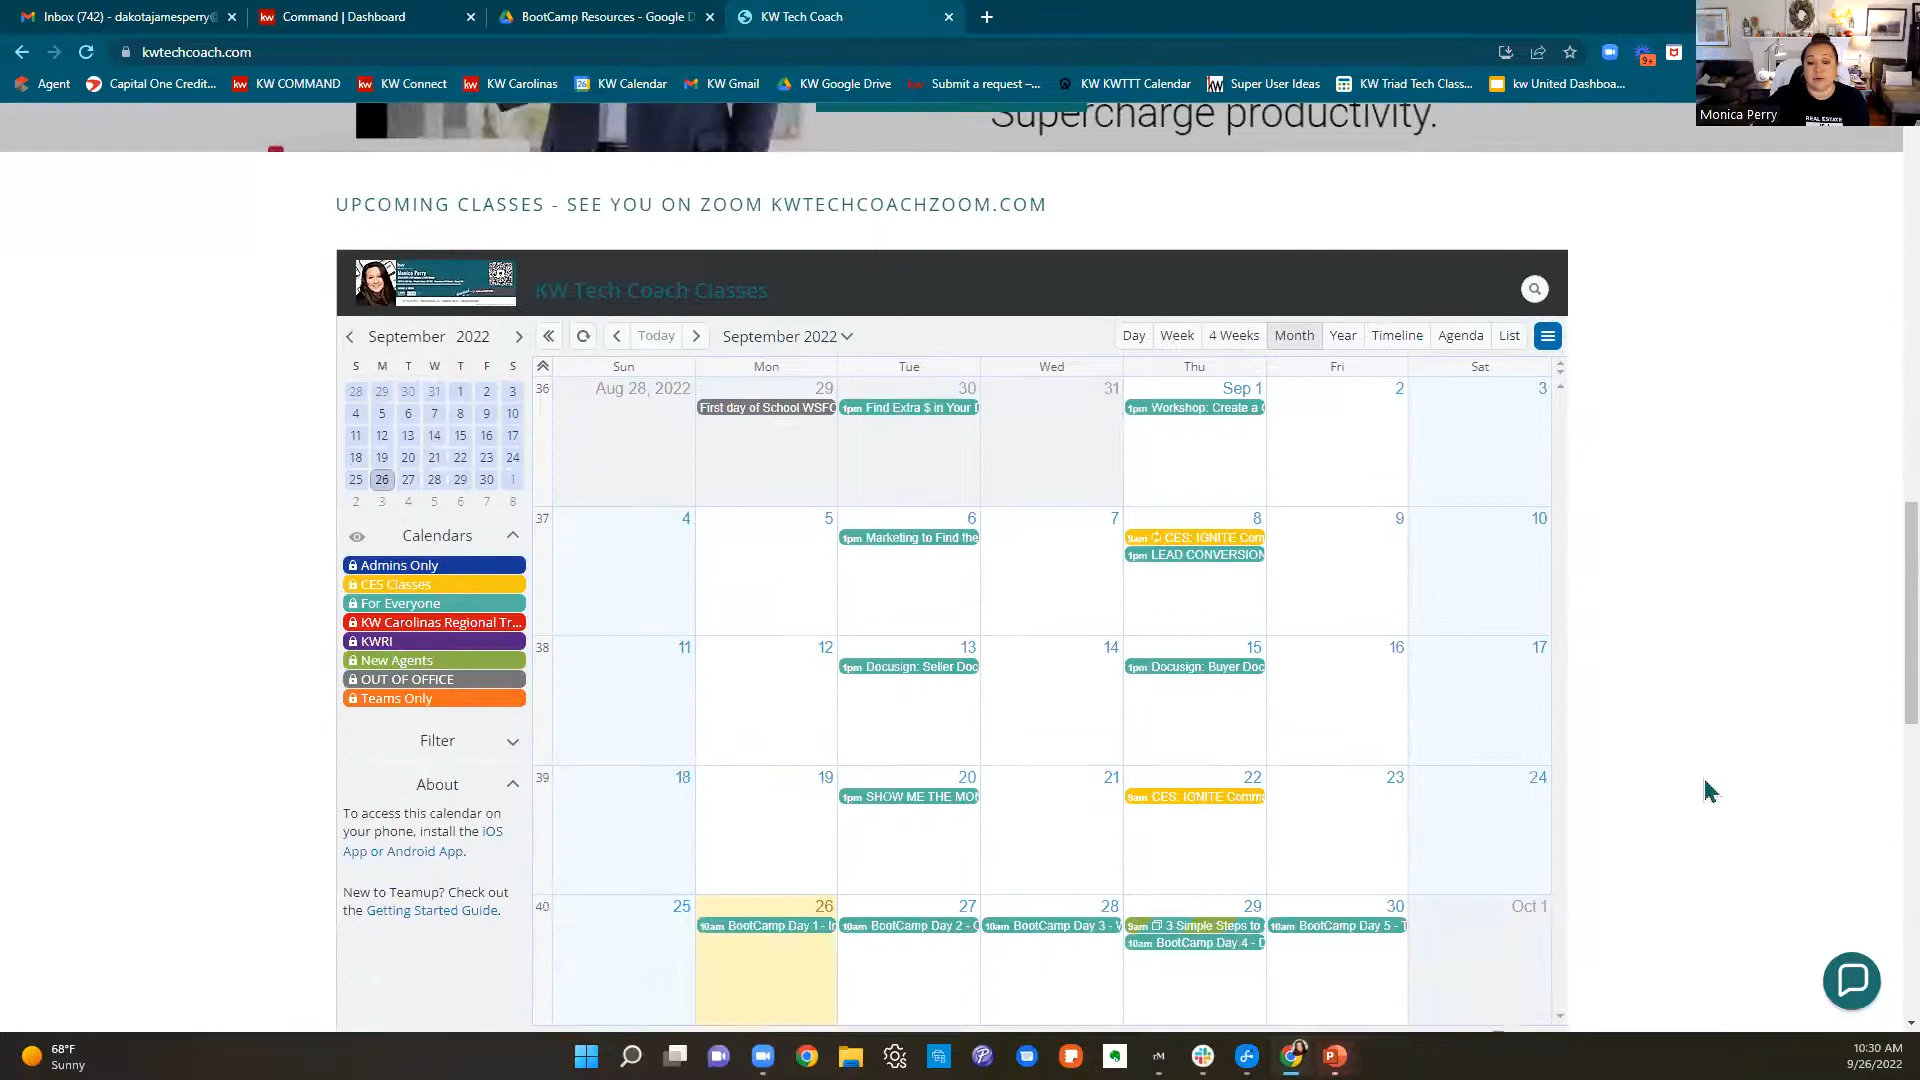 Inbox (742) - dakotajamesperry@
Command | Dashboard
BootCamp Resources - Google D
KW Tech Coach
kwtechcoach.com
Agent
Capital One Credit...
KW COMMAND
KW Connect
KW Carolinas
KW Calendar
KW Gmail
KW Google Drive
Submit a request –...
KW KWTTT Calendar
Super User Ideas
KW Triad Tech Class...
kw United Dashboa...
9+
Monica Perry
REAL ESTATE
Supercharge productivity.
UPCOMING CLASSES - SEE YOU ON ZOOM KWTECHCOACHZOOM.COM
Monica Perry
KW Tech Coach Classes
September 2022
Today
September 2022
Day Week 4 Weeks Month Year Timeline Agenda List
S M T W T F S
28 29 30 31 1 2 3
4 5 6 7 8 9 10
11 12 13 14 15 16 17
18 19 20 21 22 23 24
25 26 27 28 29 30 1
2 3 4 5 6 7 8
Calendars
Admins Only
CES Classes
For Everyone
KW Carolinas Regional Tr...
KWRI
New Agents
OUT OF OFFICE
Teams Only
Filter
About
To access this calendar on
your phone, install the iOS
App or Android App.
New to Teamup? Check out
the Getting Started Guide.
Sun Mon Tue Wed Thu Fri Sat
36 Aug 28, 2022 29 30 31 Sep 1 2 3
First day of School WSFC
1pm Find Extra $ in Your D
1pm Workshop: Create a C
37 4 5 6 7 8 9 10
1pm Marketing to Find the
9am CES: IGNITE Com
1pm LEAD CONVERSION
38 11 12 13 14 15 16 17
1pm Docusign: Seller Doc
1pm Docusign: Buyer Doc
39 18 19 20 21 22 23 24
1pm SHOW ME THE MON
9am CES: IGNITE Comma
40 25 26 27 28 29 30 Oct 1
10am BootCamp Day 1 - In
10am BootCamp Day 2 - C
10am BootCamp Day 3 - V
9am 3 Simple Steps to
10am BootCamp Day 4 - D
10am BootCamp Day 5 - T
68°F
Sunny
10:30 AM
9/26/2022